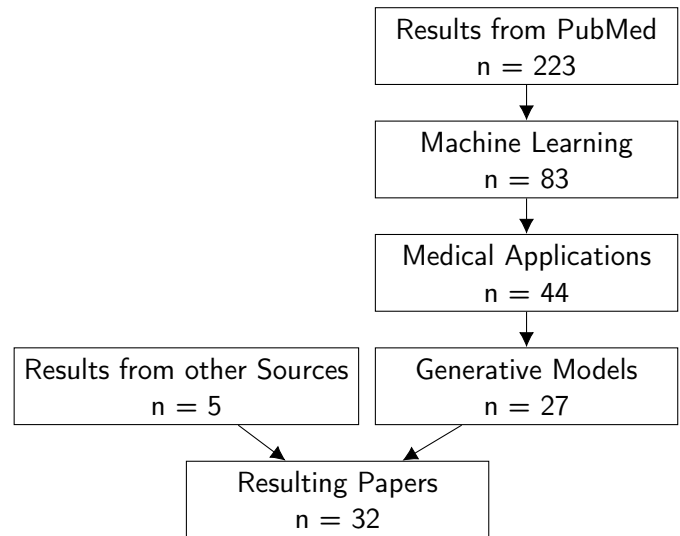 Results from PubMed
n = 223
Machine Learning
n = 83
Medical Applications
n = 44
Results from other Sources
n = 5
Generative Models
n = 27
Resulting Papers
n = 32